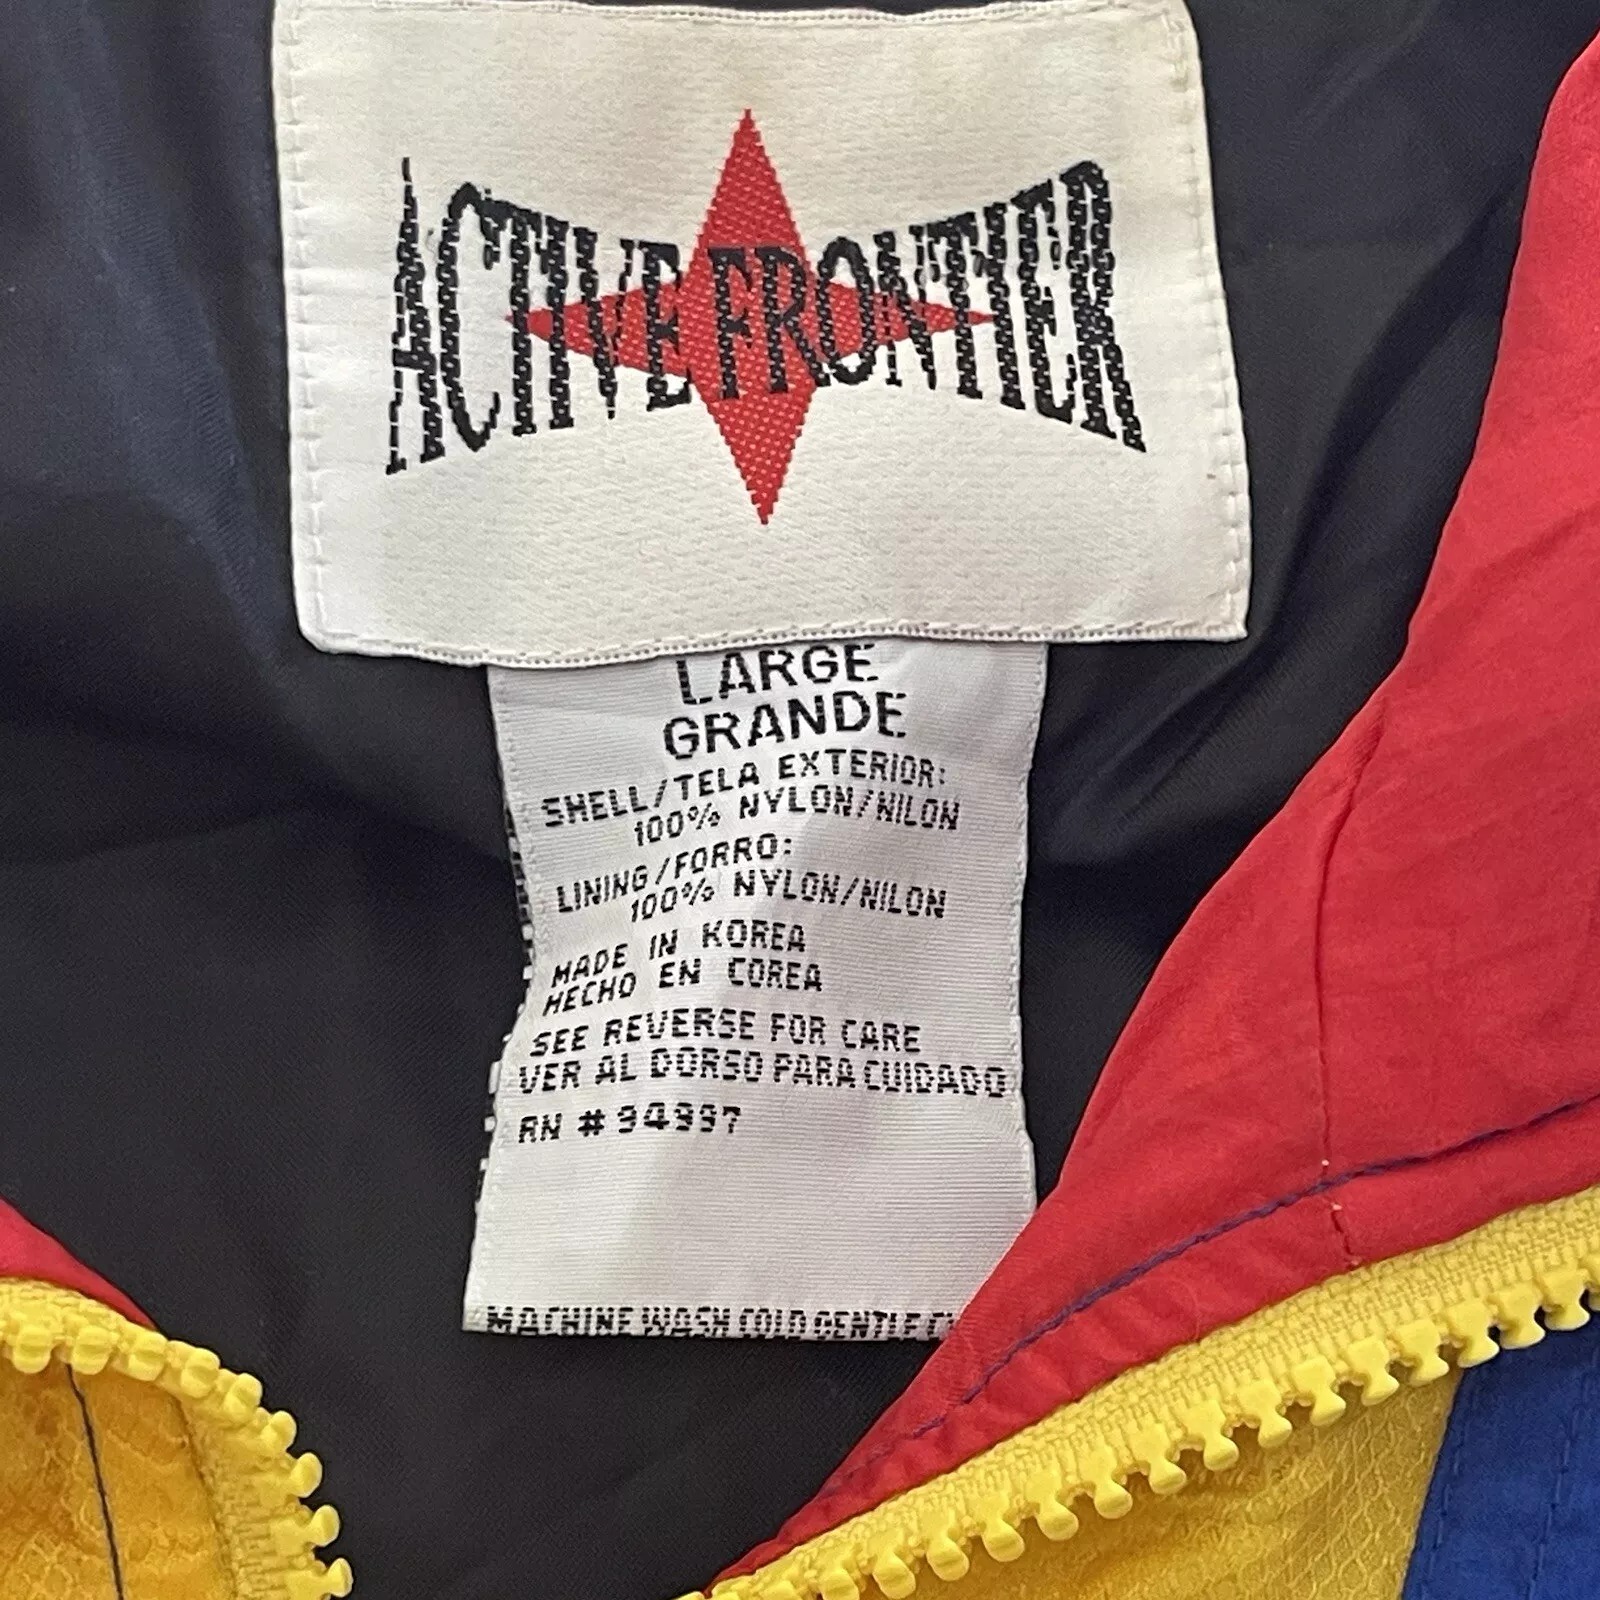 ACTIVE FRONTIER
LARGE
GRANDE
SHELL/TELA EXTERIOR:
100% NYLON/NILON
LINING/FORRO:
100% NYLON/NILON
MADE IN KOREA
HECHO EN COREA
SEE REVERSE FOR CARE
VER AL DORSO PARA CUIDADO
RN # 94997
MACHINE WASH COLD GENTLE